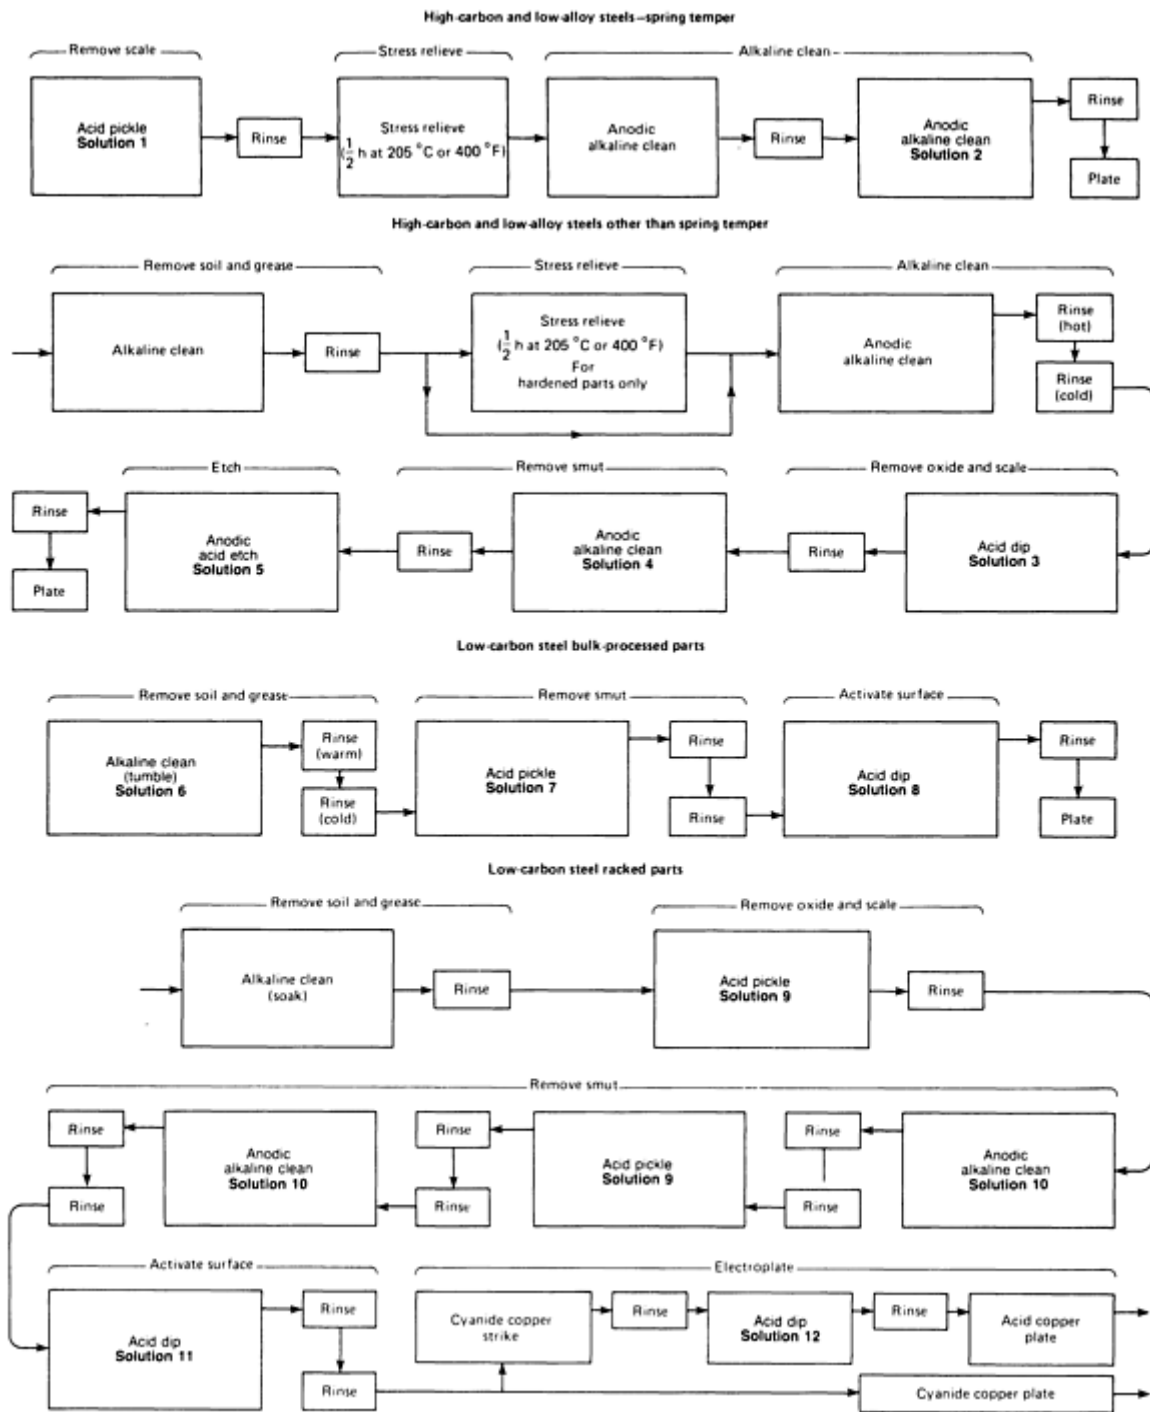 High-carbon and low-alloy steels–spring temper
Remove scale
Stress relieve
Alkaline clean
Acid pickle
Solution 1
Rinse
Stress relieve
(1/2 h at 205 °C or 400 °F)
Anodic
alkaline clean
Rinse
Anodic
alkaline clean
Solution 2
Rinse
Plate
High-carbon and low-alloy steels other than spring temper
Remove soil and grease
Stress relieve
Alkaline clean
Alkaline clean
Rinse
Stress relieve
(1/2 h at 205 °C or 400 °F)
For
hardened parts only
Anodic
alkaline clean
Rinse
(hot)
Rinse
(cold)
Etch
Remove smut
Remove oxide and scale
Rinse
Plate
Anodic
acid etch
Solution 5
Rinse
Anodic
alkaline clean
Solution 4
Rinse
Acid dip
Solution 3
Low-carbon steel bulk-processed parts
Remove soil and grease
Remove smut
Activate surface
Alkaline clean
(tumble)
Solution 6
Rinse
(warm)
Rinse
(cold)
Acid pickle
Solution 7
Rinse
Rinse
Acid dip
Solution 8
Rinse
Plate
Low-carbon steel racked parts
Remove soil and grease
Remove oxide and scale
Alkaline clean
(soak)
Rinse
Acid pickle
Solution 9
Rinse
Remove smut
Rinse
Rinse
Anodic
alkaline clean
Solution 10
Rinse
Rinse
Acid pickle
Solution 9
Rinse
Rinse
Anodic
alkaline clean
Solution 10
Activate surface
Electroplate
Acid dip
Solution 11
Rinse
Rinse
Cyanide copper
strike
Rinse
Acid dip
Solution 12
Rinse
Acid copper
plate
Cyanide copper plate